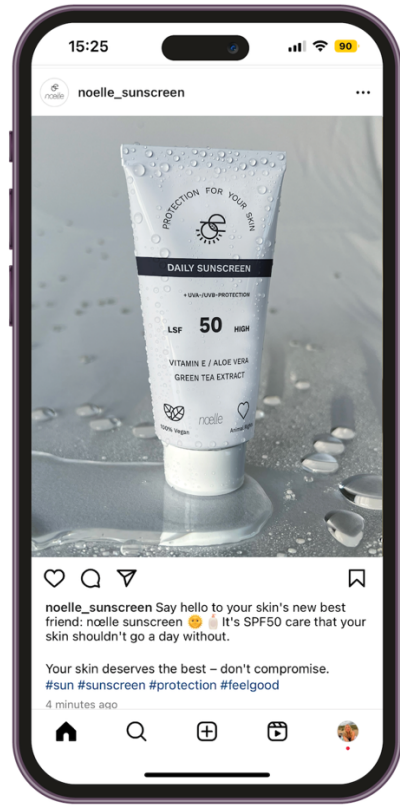 15:25
90
nœlle
noelle_sunscreen
PROTECTION FOR YOUR SKIN
DAILY SUNSCREEN
+UVA-/UVB-PROTECTION
LSF 50 HIGH
VITAMIN E / ALOE VERA
GREEN TEA EXTRACT
nœlle
100% Vegan
Animal
noelle_sunscreen Say hello to your skin's new best
friend: nœlle sunscreen 🌞🧴It's SPF50 care that your
skin shouldn't go a day without.
Your skin deserves the best – don't compromise.
#sun #sunscreen #protection #feelgood
4 minutes ago